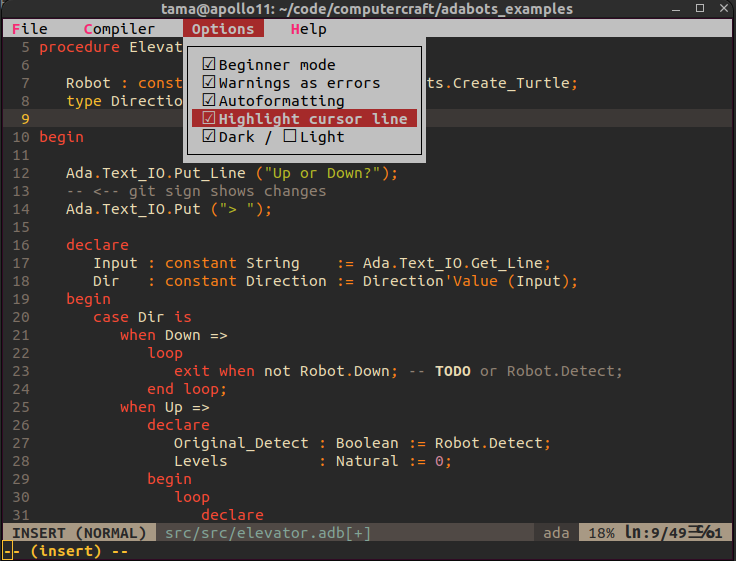 tama@apollo11: ~/code/computercraft/adabots_examples
File Compiler Options Help
5 procedure Elevat
6
☑ Beginner mode
7 Robot : const ts.Create_Turtle;
☑ Warnings as errors
8 type Directio
☑ Autoformatting
9
☑ Highlight cursor line
10 begin
☑ Dark / ☐ Light
11
12 Ada.Text_IO.Put_Line ("Up or Down?");
13 -- <-- git sign shows changes
14 Ada.Text_IO.Put ("> ");
15
16 declare
17 Input : constant String := Ada.Text_IO.Get_Line;
18 Dir : constant Direction := Direction'Value (Input);
19 begin
20 case Dir is
21 when Down =>
22 loop
23 exit when not Robot.Down; -- TODO or Robot.Detect;
24 end loop;
25 when Up =>
26 declare
27 Original_Detect : Boolean := Robot.Detect;
28 Levels : Natural := 0;
29 begin
30 loop
31 declare
INSERT (NORMAL) src/src/elevator.adb[+] ada 18% ln:9/49☰℅1
-- (insert) --